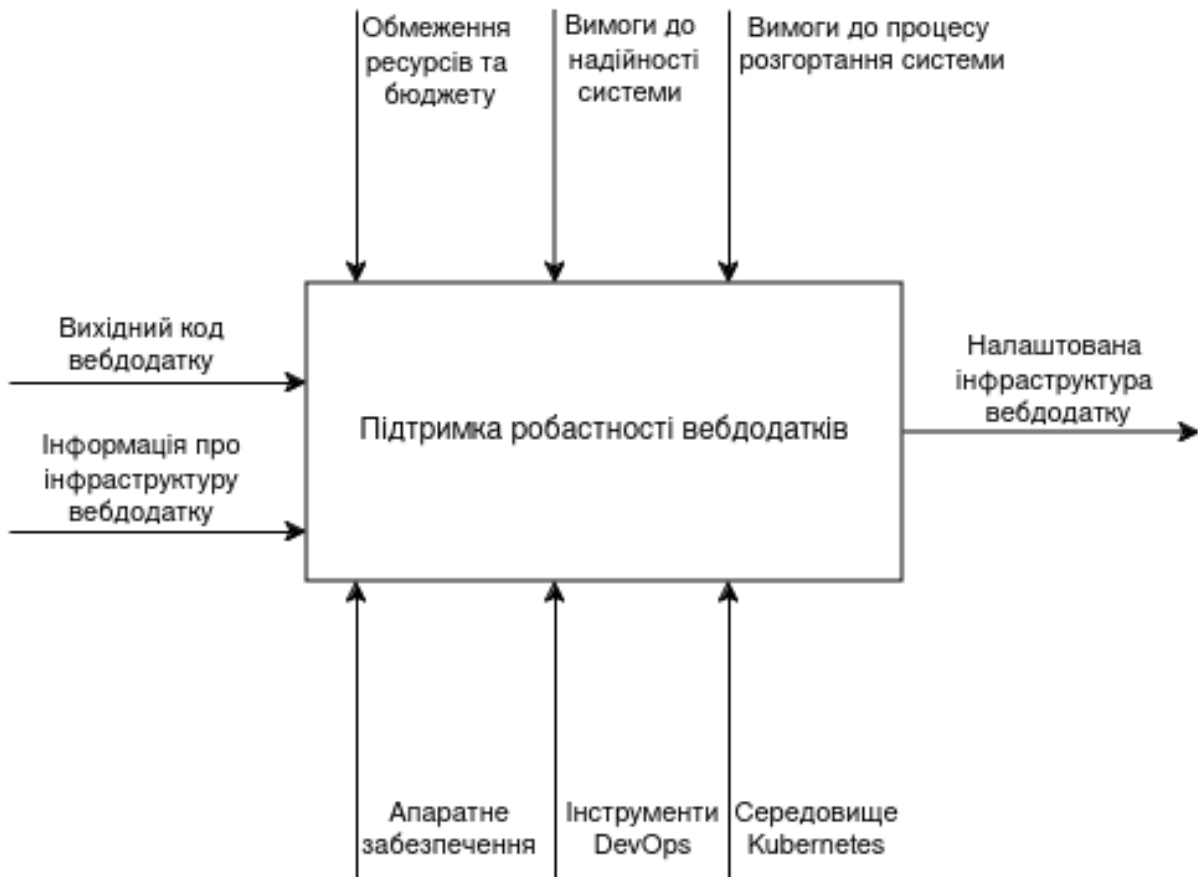 Обмеження
ресурсів та
бюджету
Вимоги до
надійності
системи
Вимоги до процесу
розгортання системи
Вихідний код
вебдодатку
Інформація про
інфраструктуру
вебдодатку
Підтримка робастності вебдодатків
Налаштована
інфраструктура
вебдодатку
Апаратне
забезпечення
Інструменти
DevOps
Середовище
Kubernetes